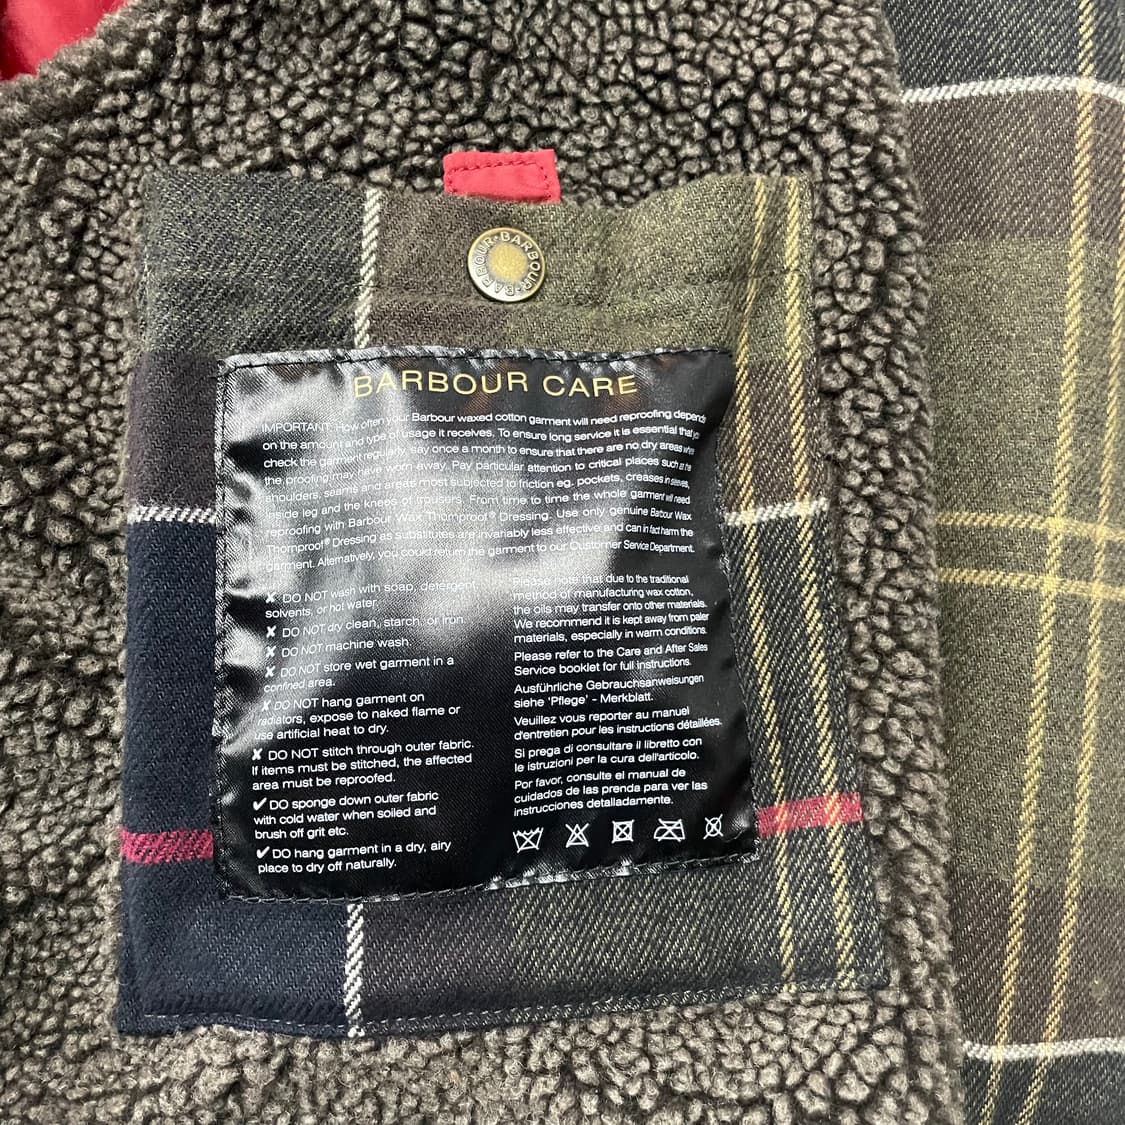 BARBOUR·BARBOUR·BARBOUR
BARBOUR CARE
IMPORTANT: How often your Barbour waxed cotton garment will need reproofing depends
on the amount and type of usage it receives. To ensure long service it is essential that you
check the garment regularly say once a month to ensure that there are no dry areas where
the proofing may have worn away. Pay particular attention to critical places such as the
shoulders, seams and areas most subjected to friction eg. pockets, creases in sleeves,
inside leg and the knees of trousers. From time to time the whole garment will need
reproofing with Barbour Wax Thornproof® Dressing. Use only genuine Barbour Wax
Thornproof® Dressing as substitutes are invariably less effective and can in fact harm the
garment. Alternatively, you could return the garment to our Customer Service Department.
✘ DO NOT wash with soap, detergent
solvents, or hot water.
✘ DO NOT dry clean, starch, or iron.
✘ DO NOT machine wash.
✘ DO NOT store wet garment in a
confined area.
✘ DO NOT hang garment on
radiators, expose to naked flame or
use artificial heat to dry.
✘ DO NOT stitch through outer fabric.
If items must be stitched, the affected
area must be reproofed.
✔ DO sponge down outer fabric
with cold water when soiled and
brush off grit etc.
✔ DO hang garment in a dry, airy
place to dry off naturally.
Please note that due to the traditional
method of manufacturing wax cotton,
the oils may transfer onto other materials.
We recommend it is kept away from paler
materials, especially in warm conditions.
Please refer to the Care and After Sales
Service booklet for full instructions.
Ausführliche Gebrauchsanweisungen
siehe 'Pflege' - Merkblatt.
Veuillez vous reporter au manuel
d'entretien pour les instructions détaillées.
Si prega di consultare il libretto con
le istruzioni per la cura dell'articolo.
Por favor, consulte el manual de
cuidados de las prenda para ver las
instrucciones detalladamente.